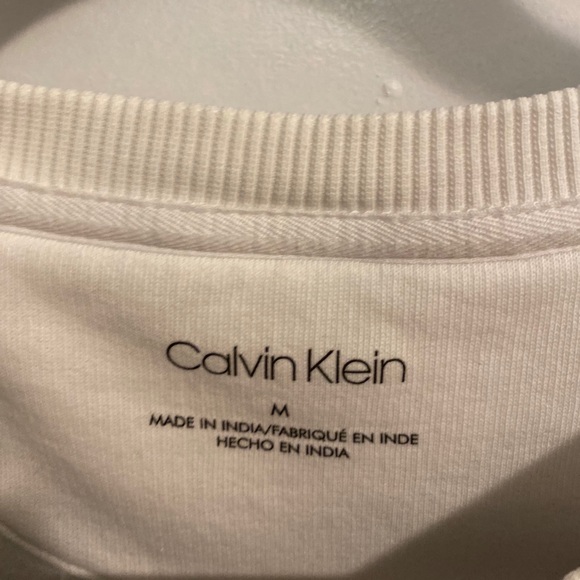 Calvin Klein
M
MADE IN INDIA/FABRIQUÉ EN INDE
HECHO EN INDIA